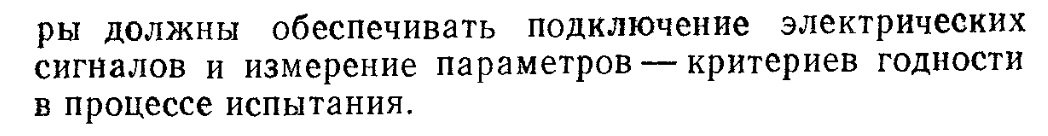 ры должны обеспечивать подключение электрических
сигналов и измерение параметров — критериев годности
в процессе испытания.